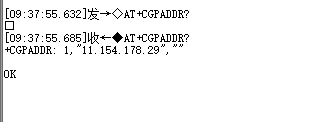 [09:37:55.632]发→◇AT+CGPADDR?
□
[09:37:55.685]收←◆AT+CGPADDR?
+CGPADDR: 1,"11.154.178.29",""
OK